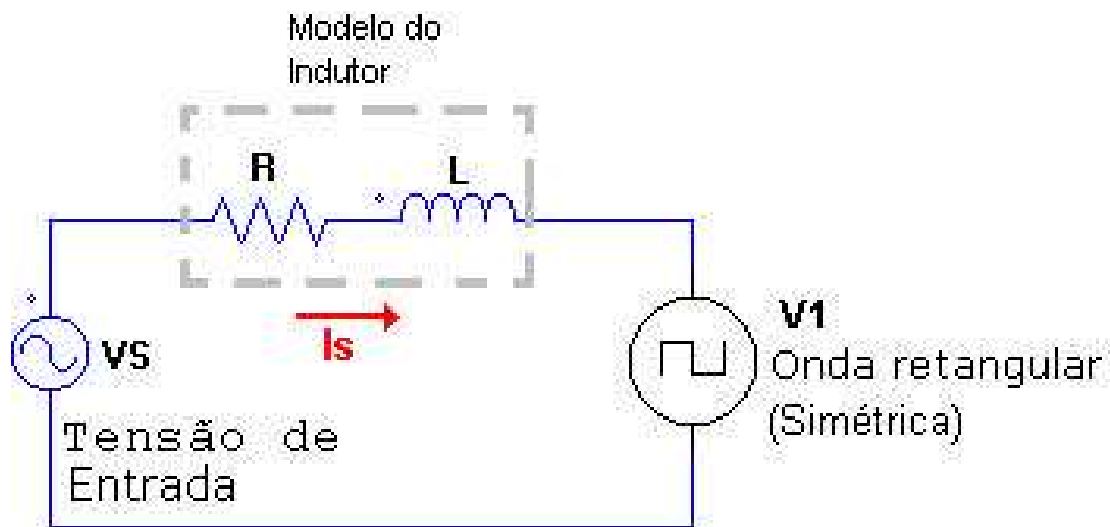 Modelo do
Indutor
R
L
Is
VS
Tensão de
Entrada
V1
Onda retangular
(Simétrica)